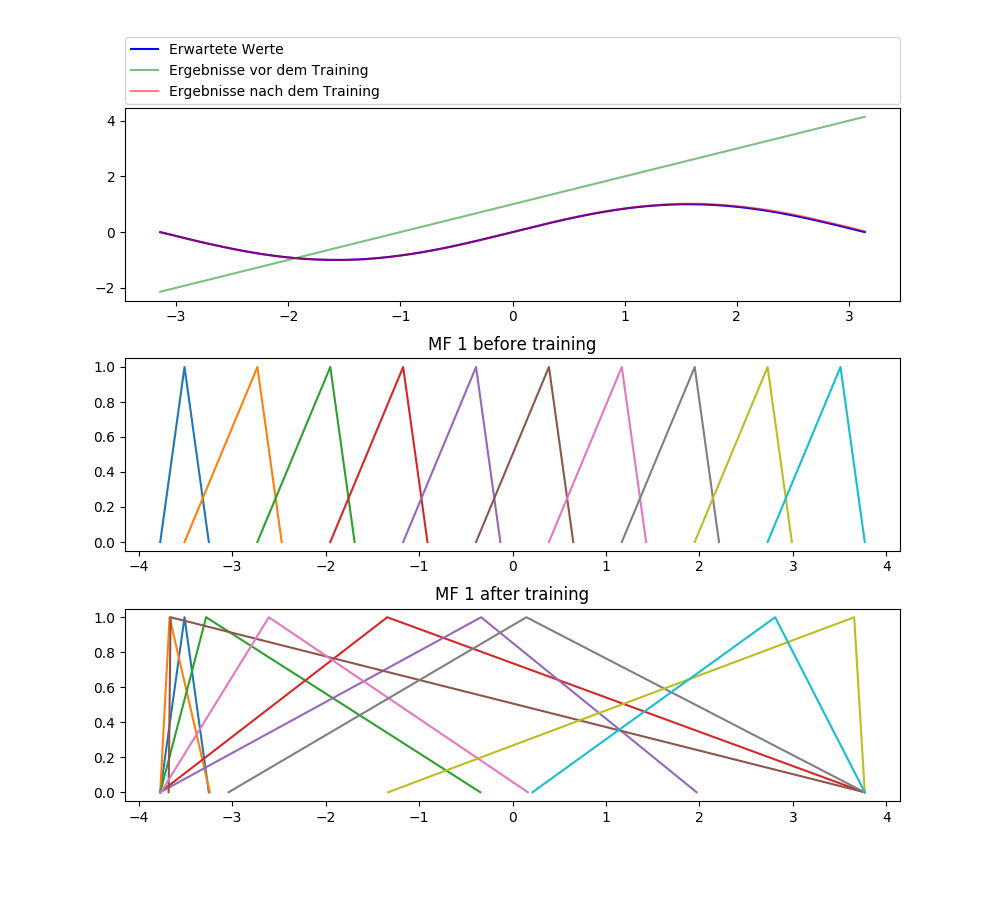 Erwartete Werte
Ergebnisse vor dem Training
Ergebnisse nach dem Training
4
2
0
−2
−3 −2 −1 0 1 2 3
MF 1 before training
1.0
0.8
0.6
0.4
0.2
0.0
−4 −3 −2 −1 0 1 2 3 4
MF 1 after training
1.0
0.8
0.6
0.4
0.2
0.0
−4 −3 −2 −1 0 1 2 3 4